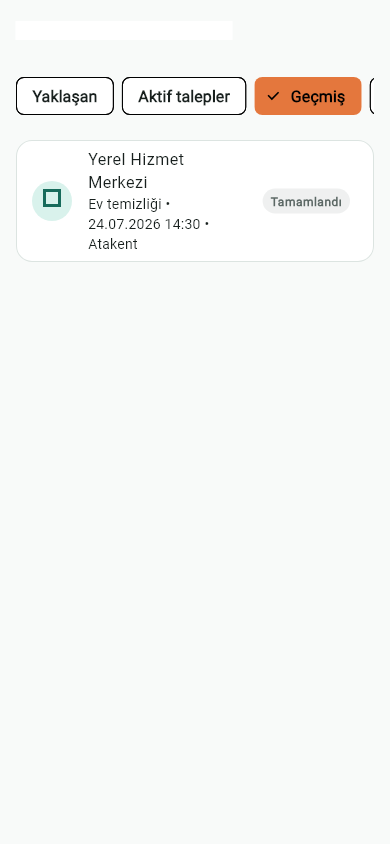 Yaklaşan
Aktif talepler
Geçmiş
Yerel Hizmet
Merkezi
Ev temizliği •
24.07.2026 14:30 •
Atakent
Tamamlandı